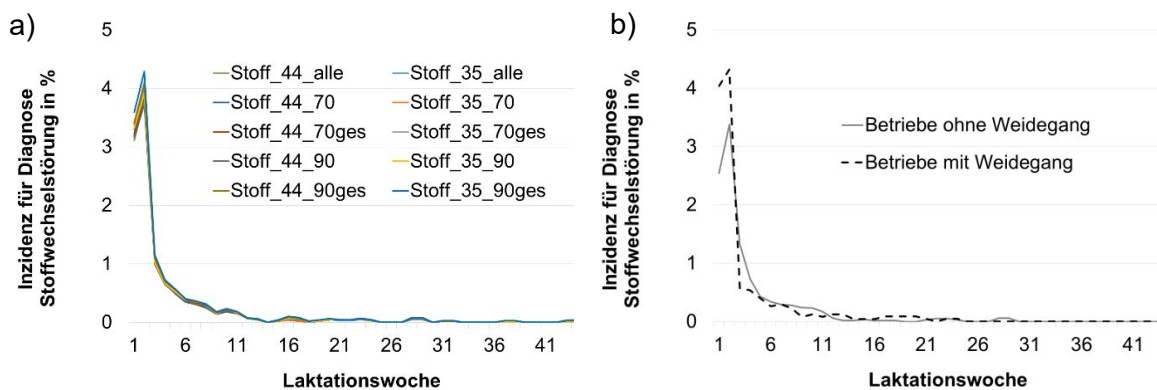 a)
Inzidenz für Diagnose
Stoffwechselstörung in %
5
4
3
2
1
0
Stoff_44_alle
Stoff_35_alle
Stoff_44_70
Stoff_35_70
Stoff_44_70ges
Stoff_35_70ges
Stoff_44_90
Stoff_35_90
Stoff_44_90ges
Stoff_35_90ges
1 6 11 16 21 26 31 36 41
Laktationswoche
b)
Inzidenz für Diagnose
Stoffwechselstörung in %
5
4
3
2
1
0
Betriebe ohne Weidegang
Betriebe mit Weidegang
1 6 11 16 21 26 31 36 41
Laktationswoche